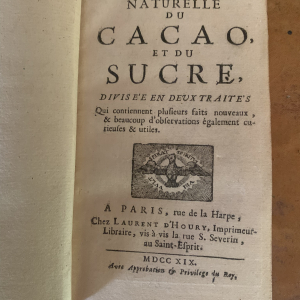 NATURELLE
DU
CACAO,
ET DU
SUCRE,
DIVISÉE EN DEUX TRAITÉS
Qui contiennent plusieurs faits nouveaux,
& beaucoup d'observations également cu-
rieuses & utiles.
A PARIS, rue de la Harpe,
Chez LAURENT D'HOURY, Imprimeur-
Libraire, vis à vis la rue S. Severin,
au Saint-Esprit.
MDCC XIX.
Avec Approbation & Privilege du Roy,